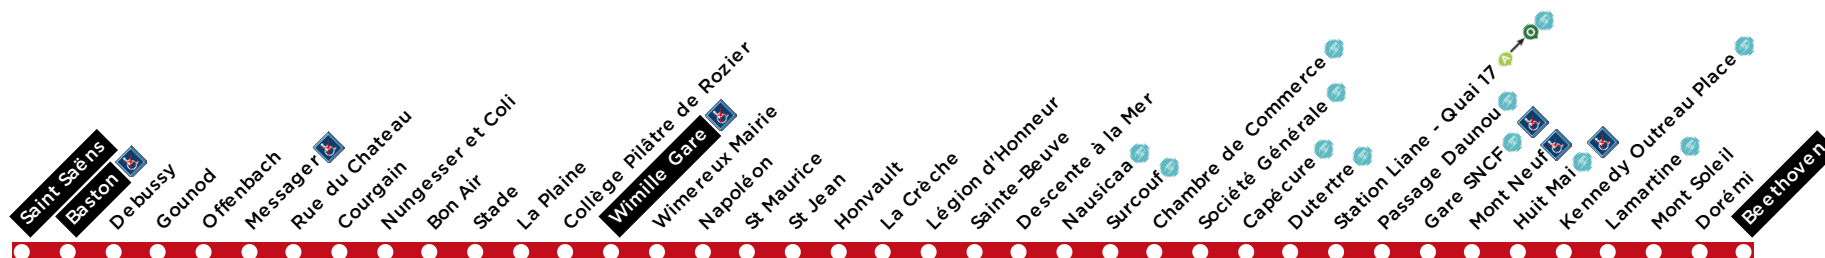 Saint Saëns
Baston
Debussy
Gounod
Offenbach
Messager
Rue du Chateau
Courgain
Nungesser et Coli
Bon Air
Stade
La Plaine
Collège Pilâtre de Rozier
Wimille Gare
Wimereux Mairie
Napoléon
St Maurice
St Jean
Honvault
La Crèche
Légion d'Honneur
Sainte-Beuve
Descente à la Mer
Nausicaa
Surcouf
Chambre de Commerce
Société Générale
Capécure
Dutertre
Station Liane - Quai 17 A O
Passage Daunou
Gare SNCF
Mont Neuf
Huit Mai
Kennedy Outreau Place
Lamartine
Mont Soleil
Dorémi
Beethoven